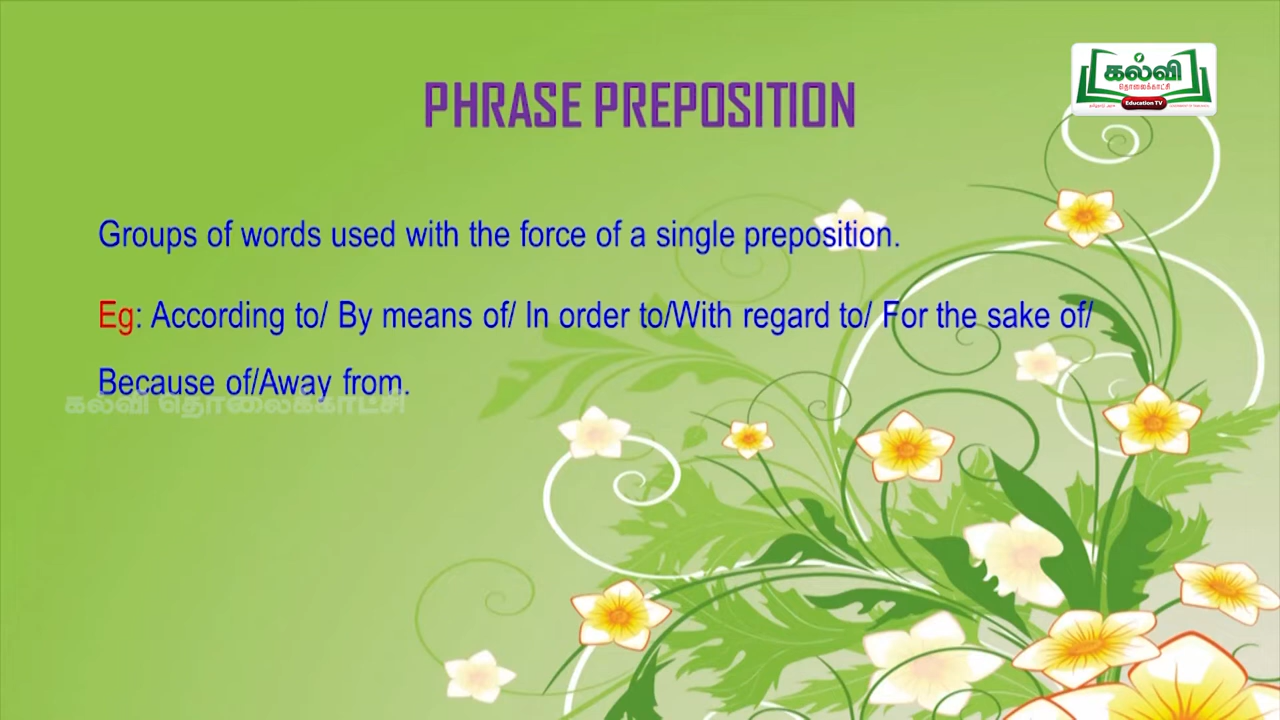 கல்வி
தொலைக்காட்சி
Education TV
PHRASE PREPOSITION
Groups of words used with the force of a single preposition.
Eg: According to/ By means of/ In order to/With regard to/ For the sake of/
Because of/Away from.
கல்வி தொலைக்காட்சி